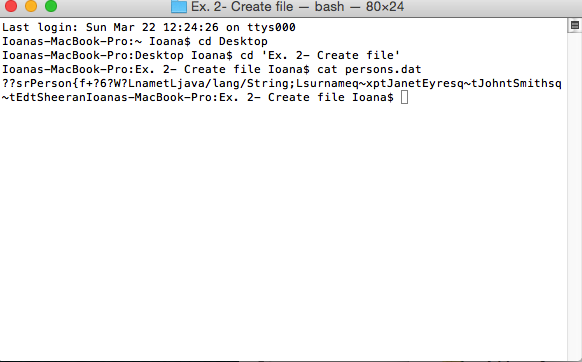 Ex. 2- Create file — bash — 80×24
Last login: Sun Mar 22 12:24:26 on ttys000
Ioanas-MacBook-Pro:~ Ioana$ cd Desktop
Ioanas-MacBook-Pro:Desktop Ioana$ cd 'Ex. 2- Create file'
Ioanas-MacBook-Pro:Ex. 2- Create file Ioana$ cat persons.dat
??srPerson{f+?6?W?LnametLjava/lang/String;Lsurnameq~xptJanetEyresq~tJohntSmithsq
~tEdtSheeranIoanas-MacBook-Pro:Ex. 2- Create file Ioana$